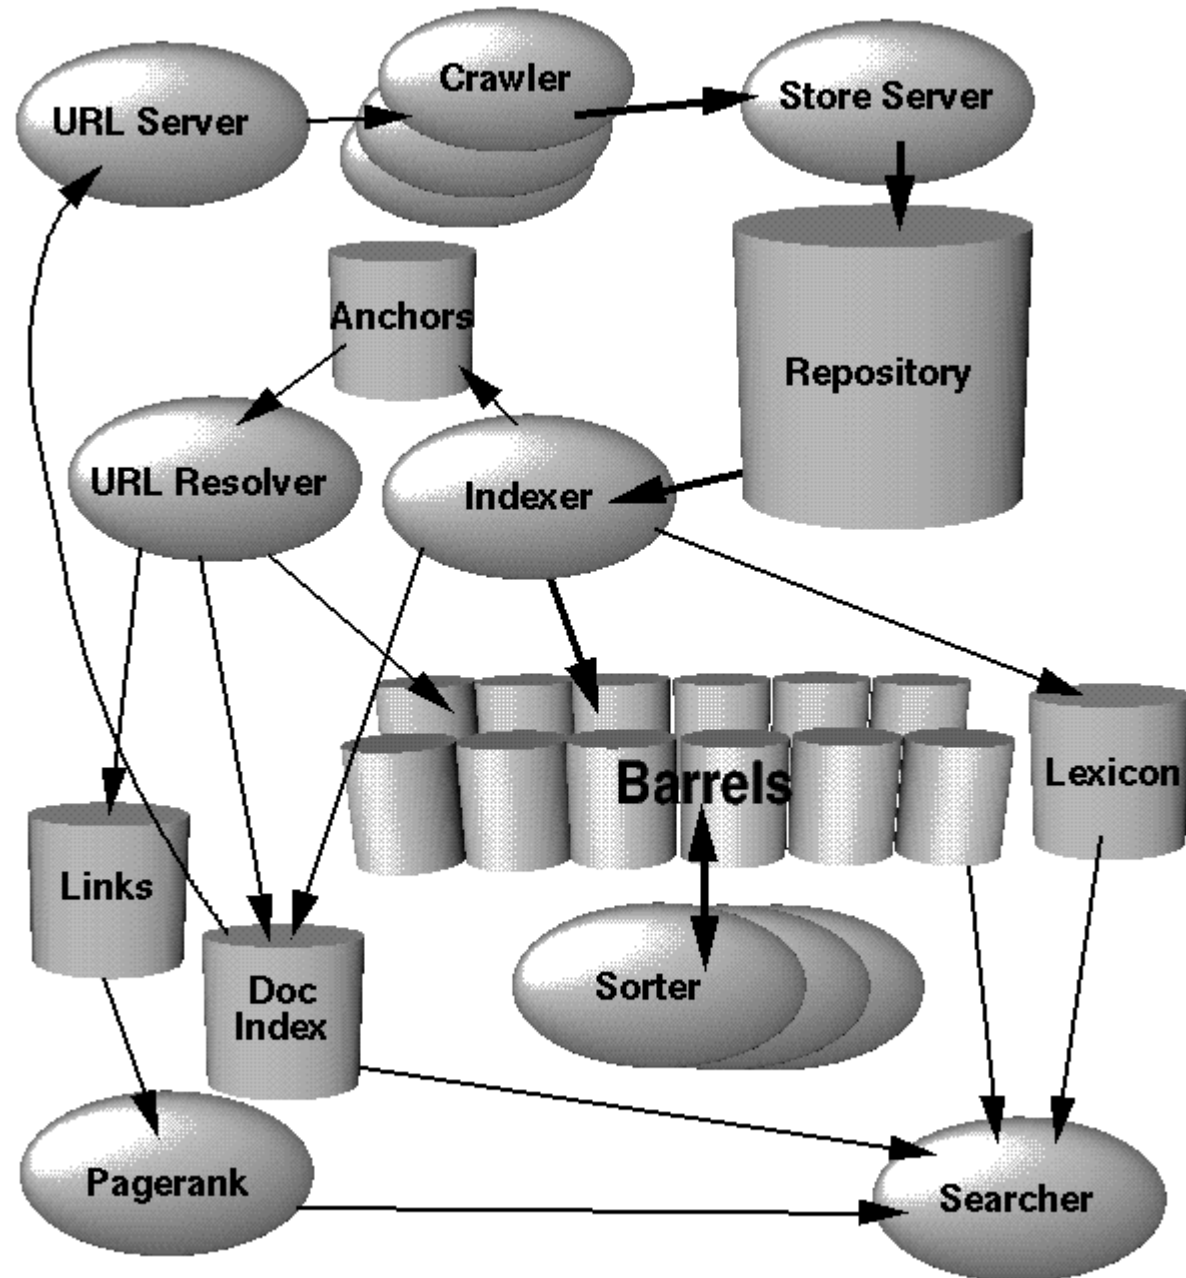 Crawler
URL Server
Store Server
Anchors
Repository
URL Resolver
Indexer
Barrels
Lexicon
Links
Doc
Index
Sorter
Pagerank
Searcher